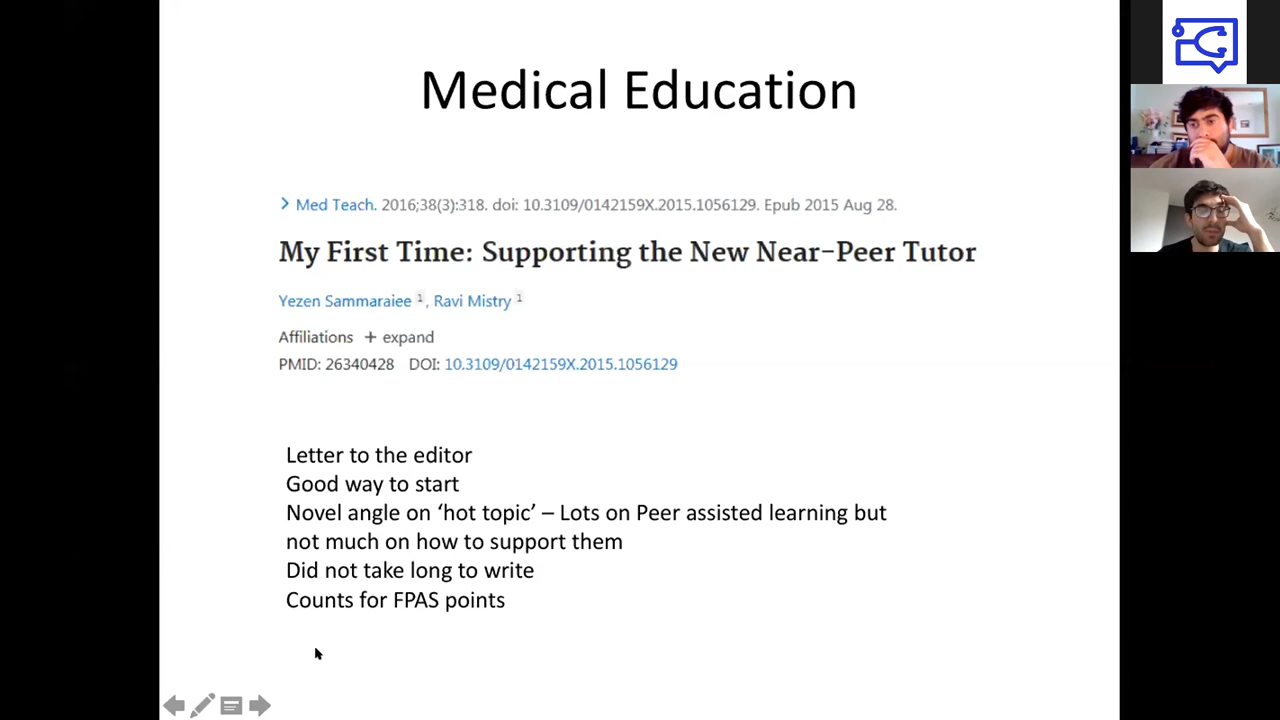 Medical Education
> Med Teach. 2016;38(3):318. doi: 10.3109/0142159X.2015.1056129. Epub 2015 Aug 28.
My First Time: Supporting the New Near-Peer Tutor
Yezen Sammaraiee 1, Ravi Mistry 1
Affiliations + expand
PMID: 26340428 DOI: 10.3109/0142159X.2015.1056129
Letter to the editor
Good way to start
Novel angle on ‘hot topic’ – Lots on Peer assisted learning but
not much on how to support them
Did not take long to write
Counts for FPAS points